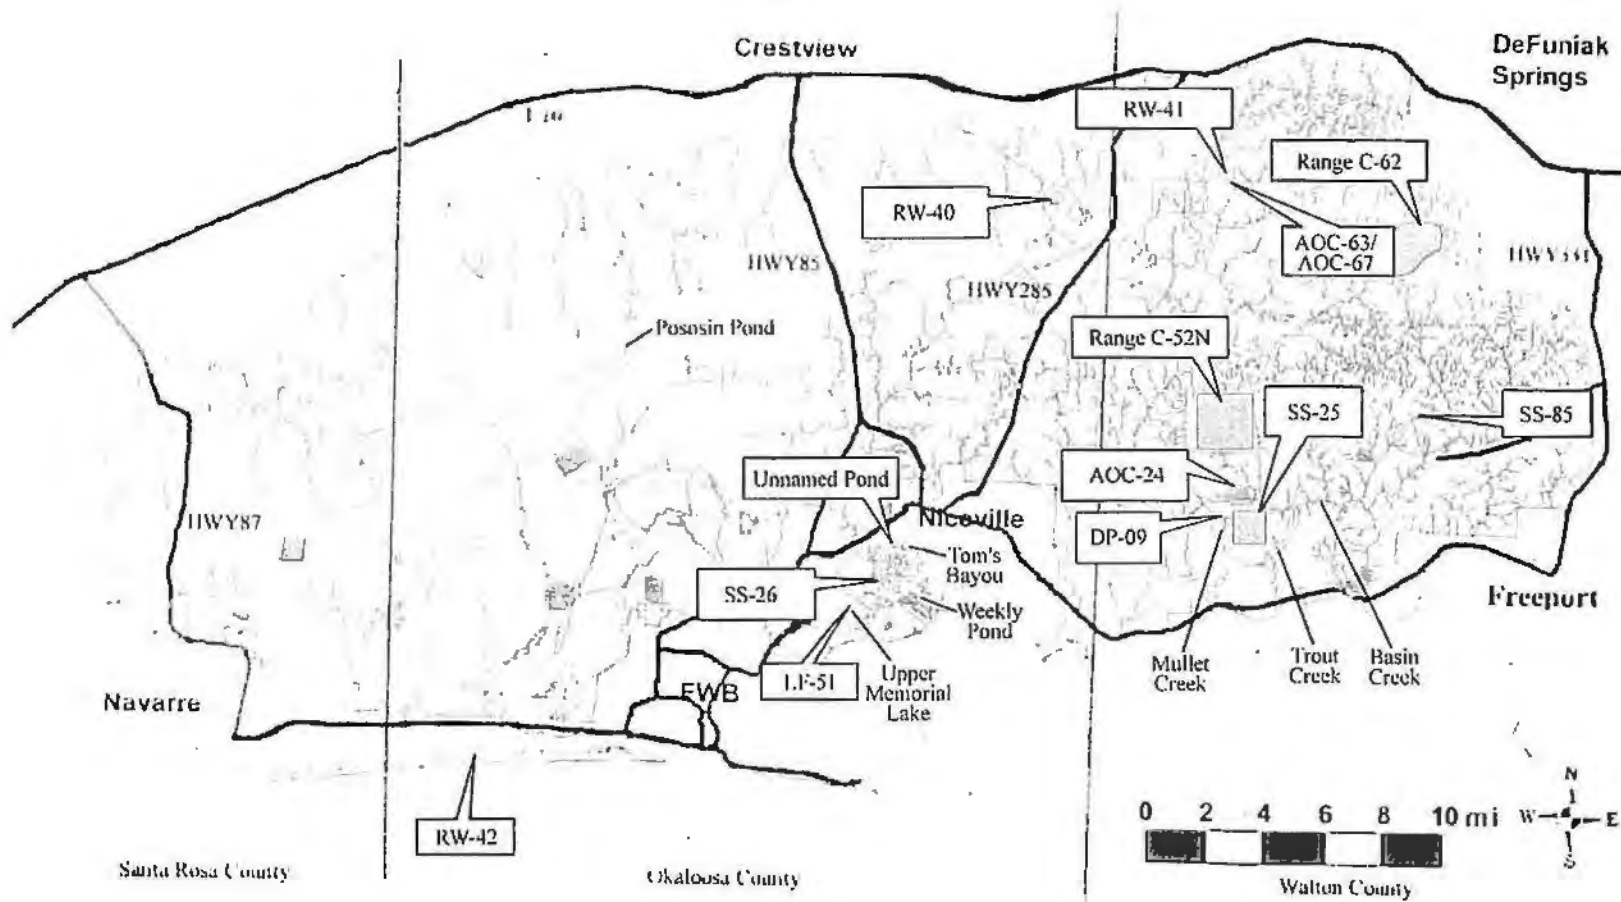 Crestview
DeFuniak
Springs
I-10
RW-41
Range C-62
RW-40
AOC-63/
AOC-67
HWY85
HWY331
HWY285
Pososin Pond
Range C-52N
SS-25
SS-85
Unnamed Pond
AOC-24
HWY87
Niceville
DP-09
Tom's
Bayou
SS-26
Weekly
Pond
Freeport
Mullet
Creek
Trout
Creek
Basin
Creek
Upper
Memorial
Lake
LF-51
FWB
Navarre
RW-42
0 2 4 6 8 10 mi
N
W E
S
Santa Rosa County
Okaloosa County
Walton County